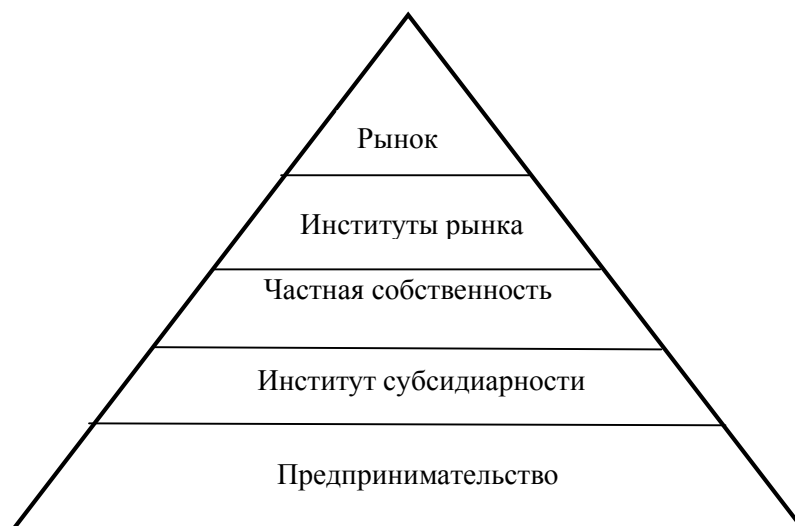 Рынок
Институты рынка
Частная собственность
Институт субсидиарности
Предпринимательство